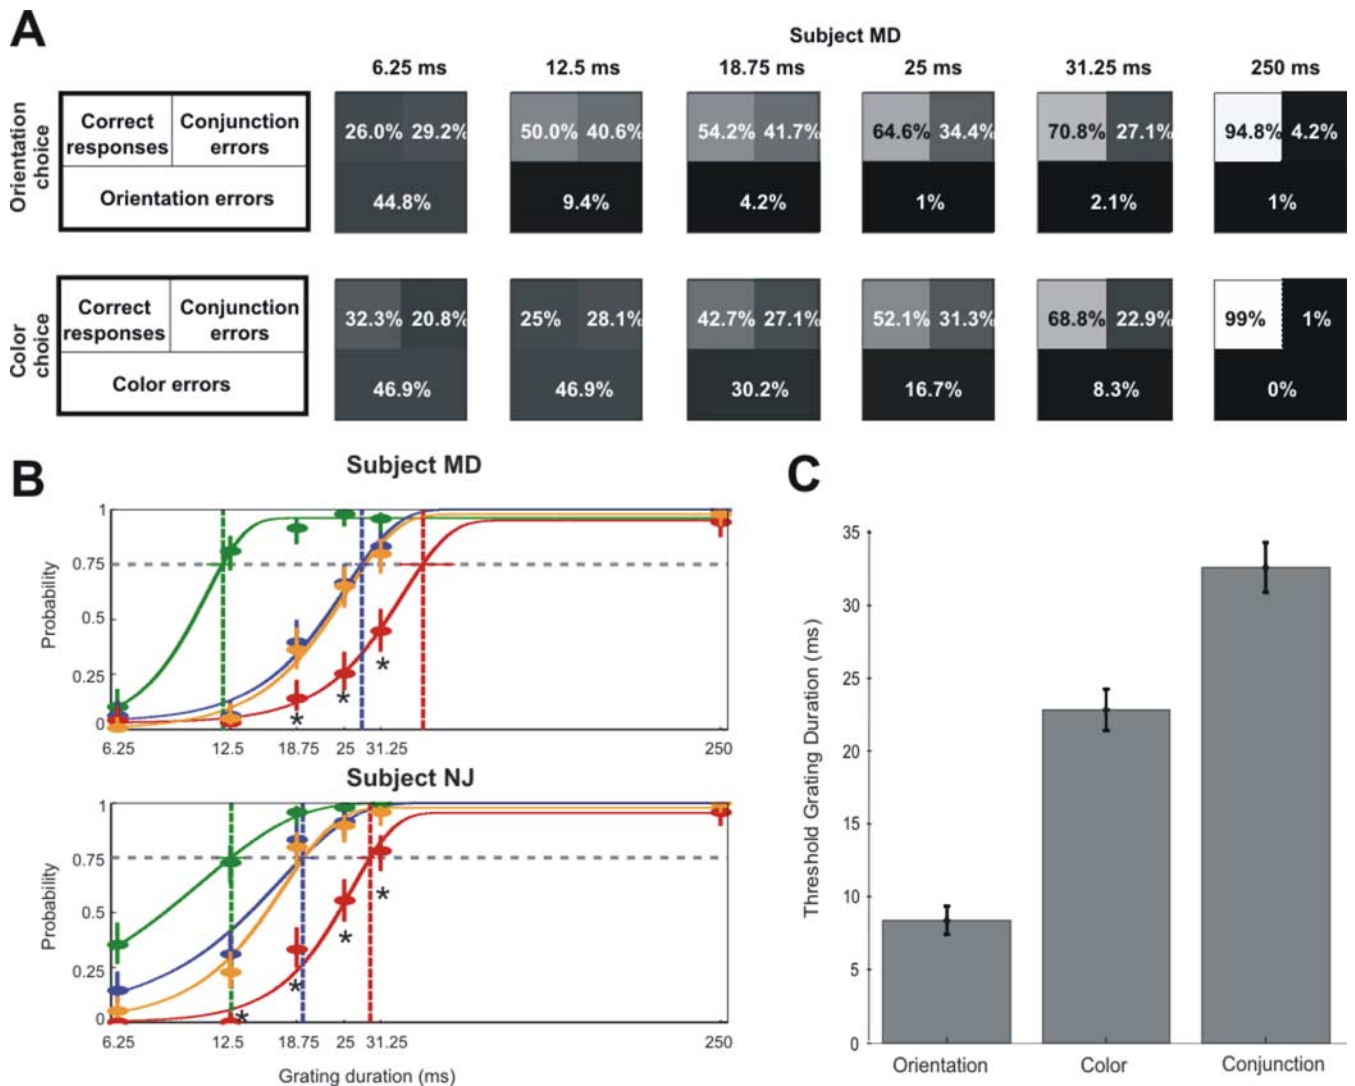 A
Subject MD
6.25 ms 12.5 ms 18.75 ms 25 ms 31.25 ms 250 ms
Orientation choice
Correct responses
Conjunction errors
Orientation errors
26.0% 29.2% 50.0% 40.6% 54.2% 41.7% 64.6% 34.4% 70.8% 27.1% 94.8% 4.2%
44.8% 9.4% 4.2% 1% 2.1% 1%
Color choice
Correct responses
Conjunction errors
Color errors
32.3% 20.8% 25% 28.1% 42.7% 27.1% 52.1% 31.3% 68.8% 22.9% 99% 1%
46.9% 46.9% 30.2% 16.7% 8.3% 0%
B
Subject MD
Probability
1
0.75
0.5
0.25
0
* * *
6.25 12.5 18.75 25 31.25 250
Subject NJ
Probability
1
0.75
0.5
0.25
0
* * * *
6.25 12.5 18.75 25 31.25 250
Grating duration (ms)
C
Threshold Grating Duration (ms)
35
30
25
20
15
10
5
0
Orientation Color Conjunction